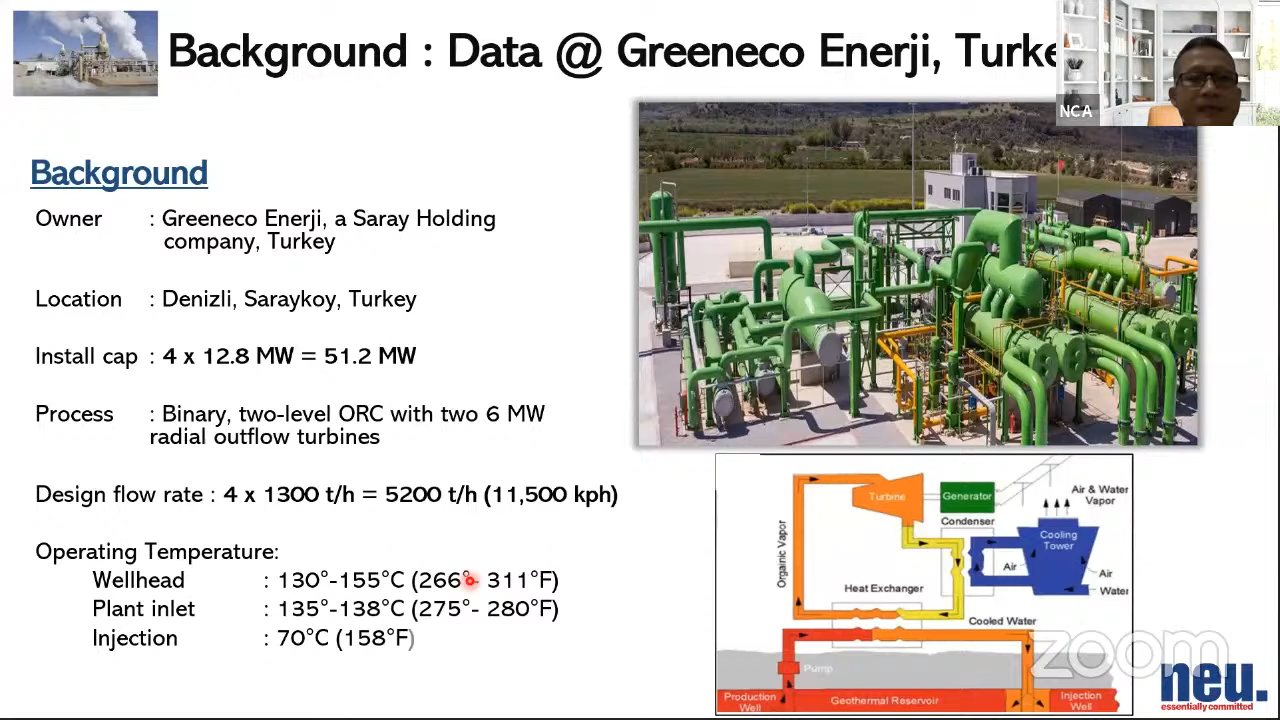 Background : Data @ Greeneco Enerji, Turke
NCA
Background
Owner : Greeneco Enerji, a Saray Holding
company, Turkey
Location : Denizli, Saraykoy, Turkey
Install cap : 4 x 12.8 MW = 51.2 MW
Process : Binary, two-level ORC with two 6 MW
radial outflow turbines
Design flow rate : 4 x 1300 t/h = 5200 t/h (11,500 kph)
Operating Temperature:
Wellhead : 130°-155°C (266°- 311°F)
Plant inlet : 135°-138°C (275°- 280°F)
Injection : 70°C (158°F)
Turbine
Generator
Air & Water
Vapor
Condenser
Cooling
Tower
Orgainic Vapor
Air
Air
Water
Heat Exchanger
Cooled Water
Pump
Production
Well
Geothermal Reservoir
Injection
Well
zoom
neu.
essentially committed